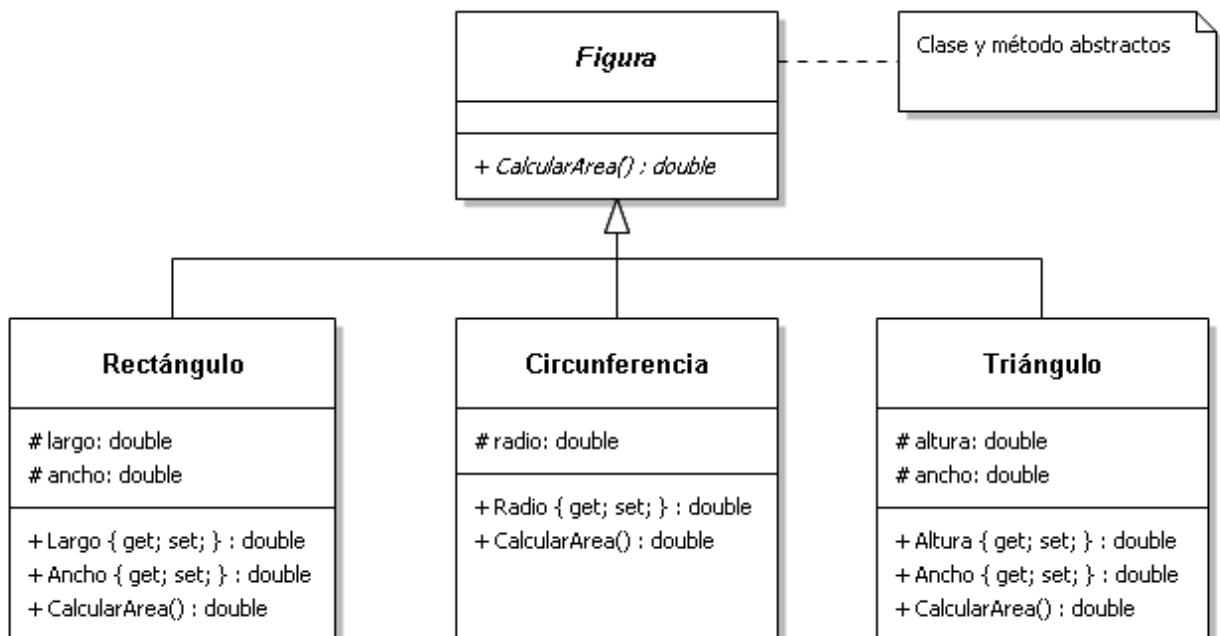 Figura
Clase y método abstractos
+ CalcularArea() : double
Rectángulo
# largo: double
# ancho: double
+ Largo { get; set; } : double
+ Ancho { get; set; } : double
+ CalcularArea() : double
Circunferencia
# radio: double
+ Radio { get; set; } : double
+ CalcularArea() : double
Triángulo
# altura: double
# ancho: double
+ Altura { get; set; } : double
+ Ancho { get; set; } : double
+ CalcularArea() : double